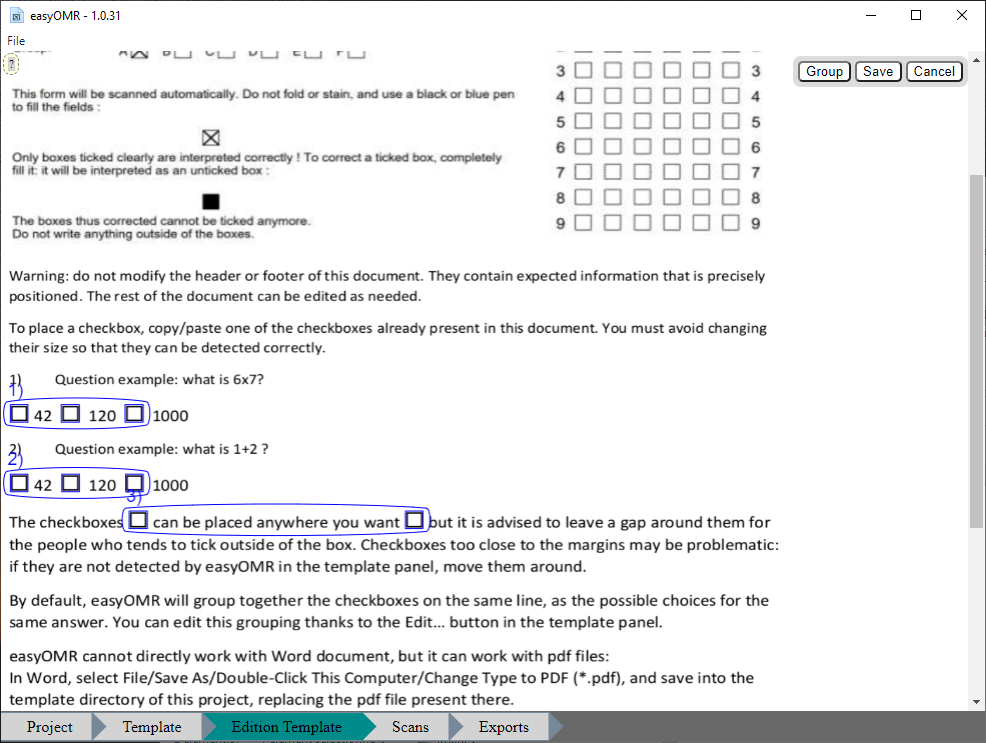 easyOMR - 1.0.31
File
?
Group Save Cancel
A B C D E F
3 3
This form will be scanned automatically. Do not fold or stain, and use a black or blue pen
to fill the fields :
4 4
5 5
6 6
Only boxes ticked clearly are interpreted correctly ! To correct a ticked box, completely
fill it: it will be interpreted as an unticked box :
7 7
8 8
The boxes thus corrected cannot be ticked anymore.
Do not write anything outside of the boxes.
9 9
Warning: do not modify the header or footer of this document. They contain expected information that is precisely
positioned. The rest of the document can be edited as needed.
To place a checkbox, copy/paste one of the checkboxes already present in this document. You must avoid changing
their size so that they can be detected correctly.
1) Question example: what is 6x7?
1)
42 120 1000
2) Question example: what is 1+2 ?
2)
42 120 1000
3)
The checkboxes can be placed anywhere you want but it is advised to leave a gap around them for
the people who tends to tick outside of the box. Checkboxes too close to the margins may be problematic:
if they are not detected by easyOMR in the template panel, move them around.
By default, easyOMR will group together the checkboxes on the same line, as the possible choices for the
same answer. You can edit this grouping thanks to the Edit... button in the template panel.
easyOMR cannot directly work with Word document, but it can work with pdf files:
In Word, select File/Save As/Double-Click This Computer/Change Type to PDF (*.pdf), and save into the
template directory of this project, replacing the pdf file present there.
Project Template Edition Template Scans Exports